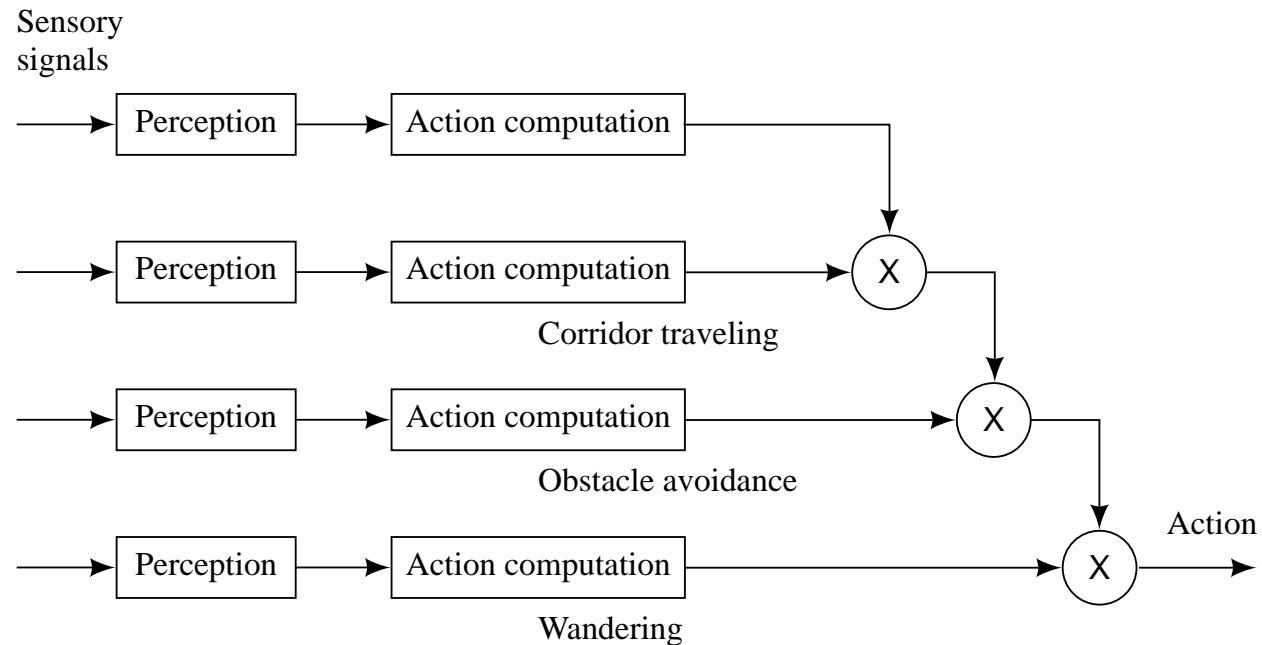 Sensory
signals
Perception
Action computation
Perception
Action computation
X
Corridor traveling
Perception
Action computation
X
Obstacle avoidance
Action
Perception
Action computation
X
Wandering